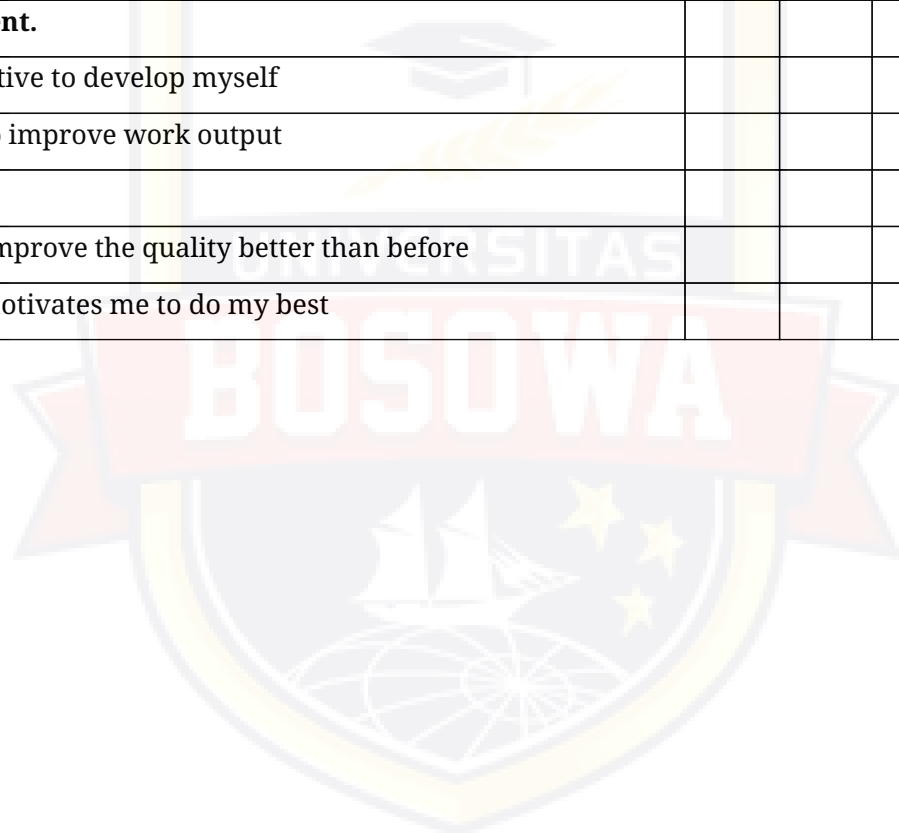 nt.
tive to develop myself
improve work output
mprove the quality better than before
otivates me to do my best
UNIVERSITAS
BOSOWA